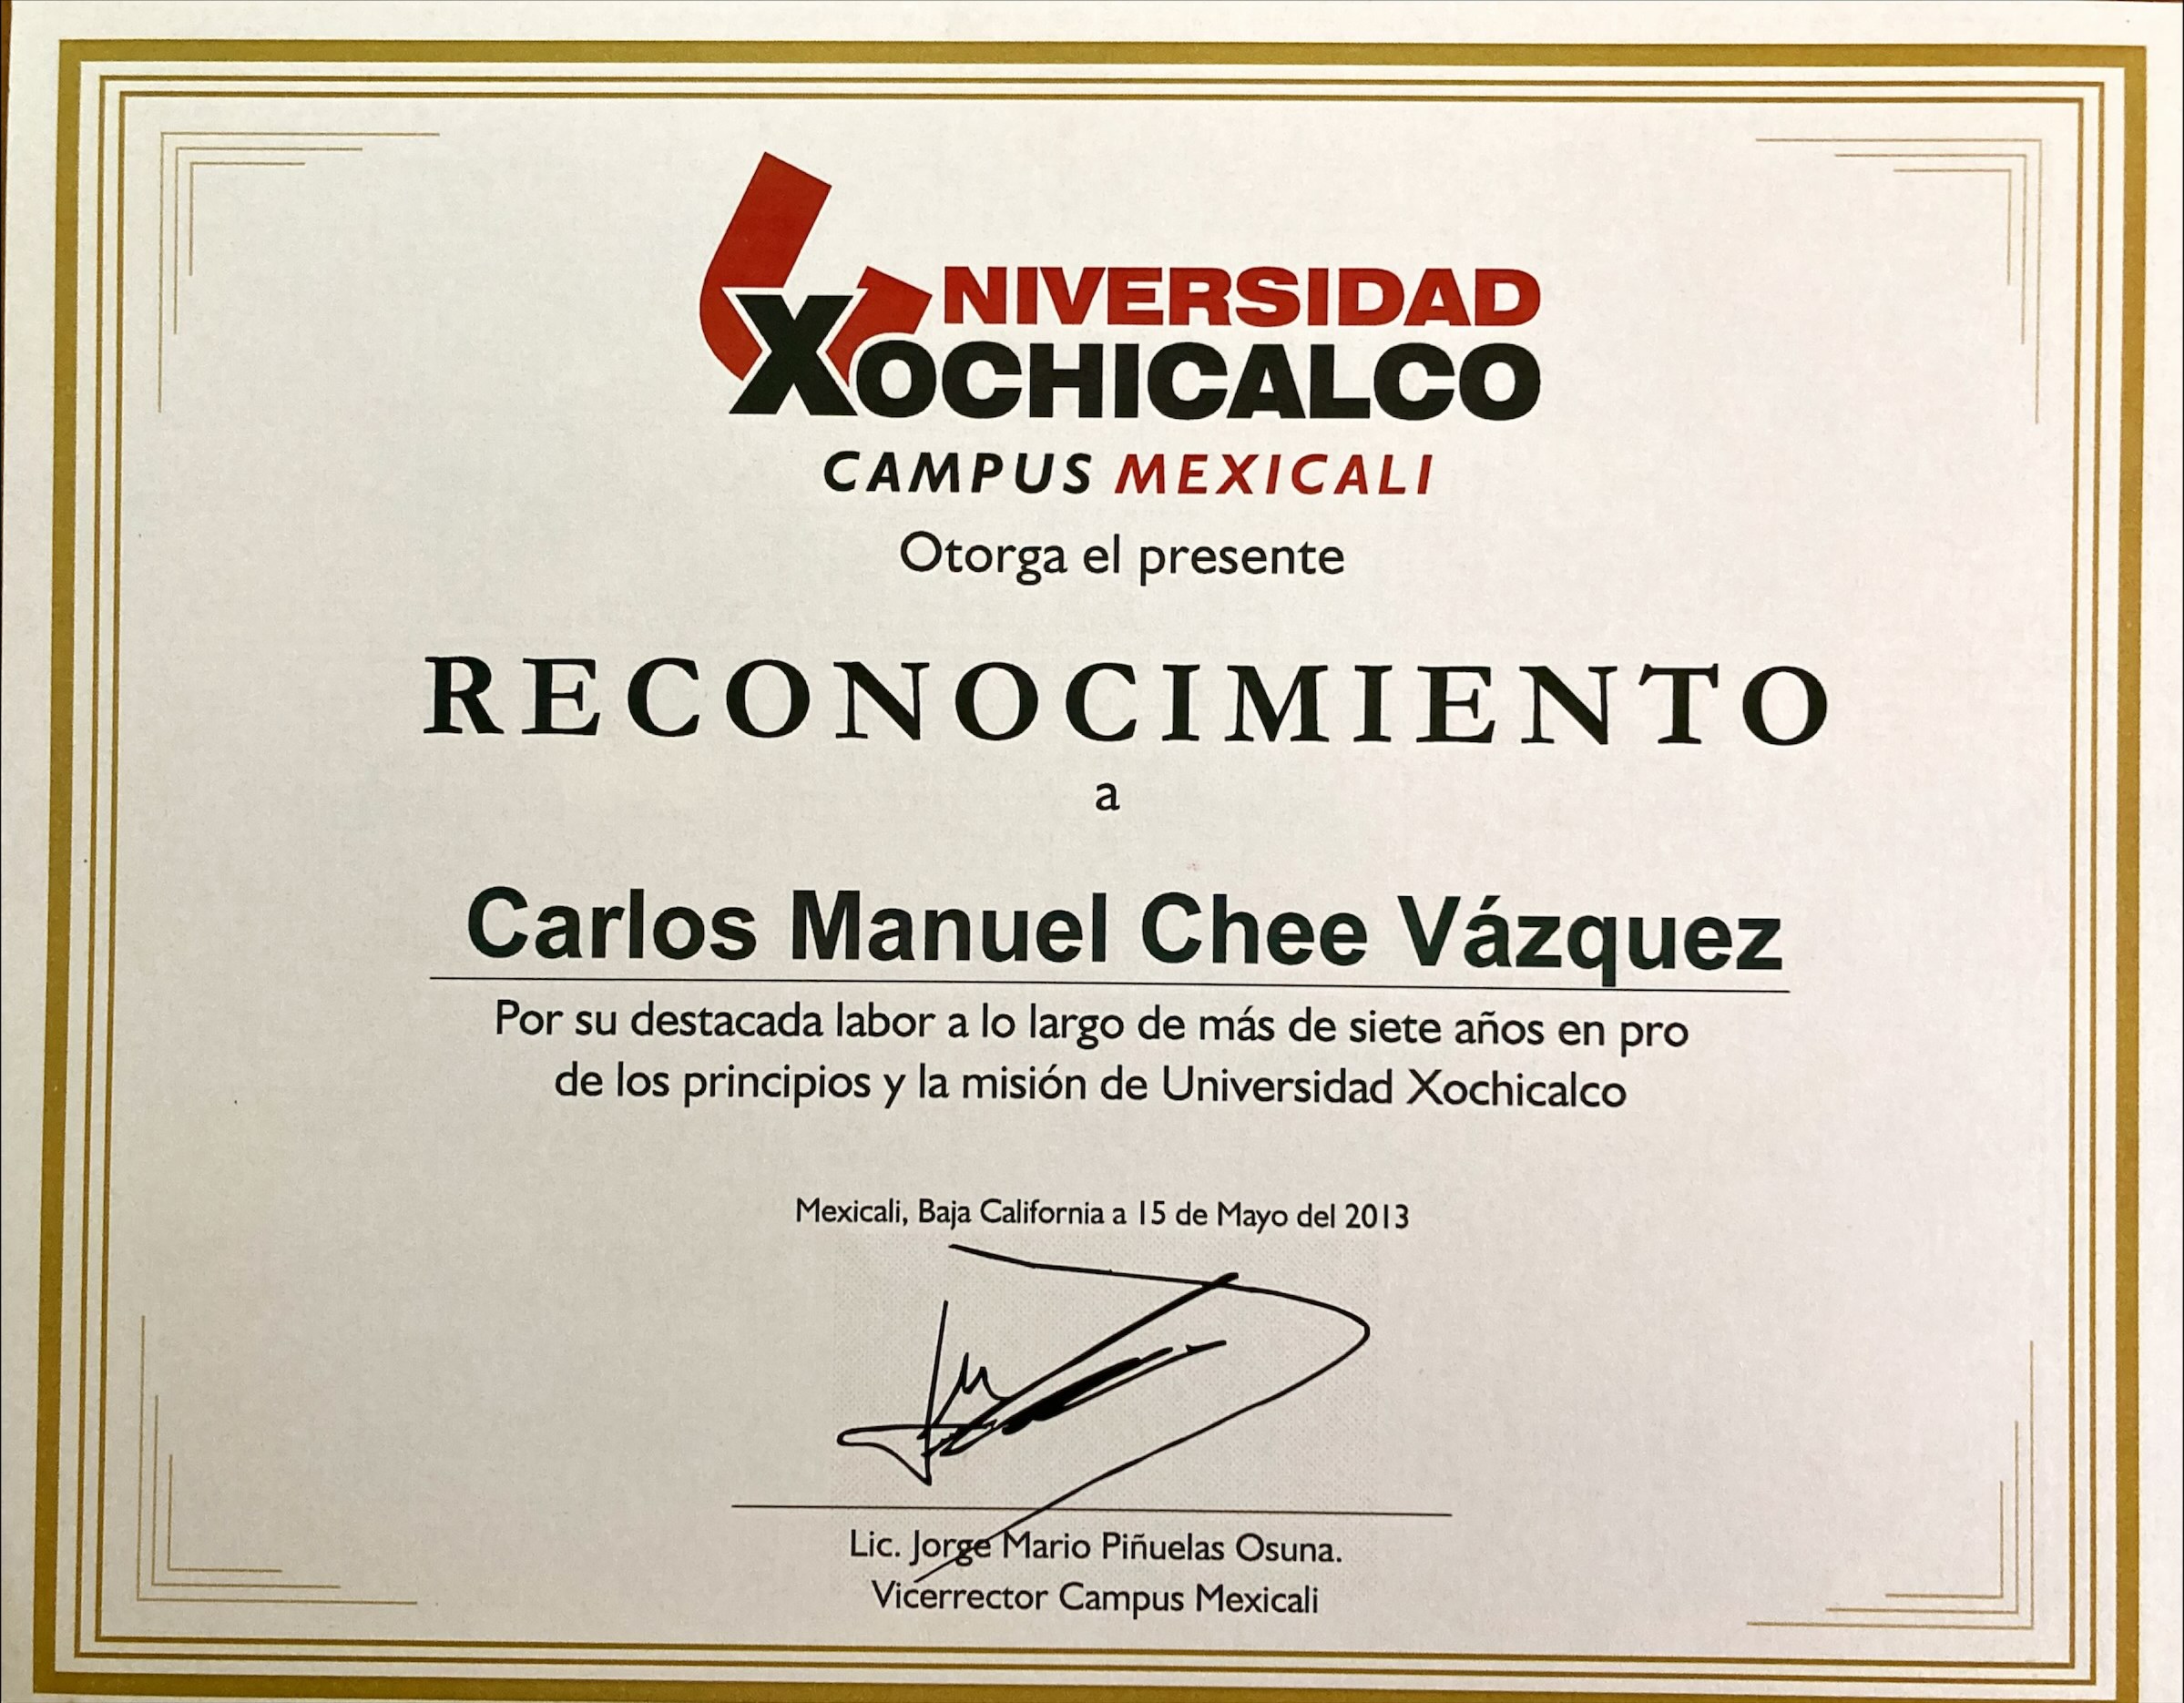 UNIVERSIDAD
XOCHICALCO
CAMPUS MEXICALI
Otorga el presente
RECONOCIMIENTO
a
Carlos Manuel Chee Vázquez
Por su destacada labor a lo largo de más de siete años en pro
de los principios y la misión de Universidad Xochicalco
Mexicali, Baja California a 15 de Mayo del 2013
Lic. Jorge Mario Piñuelas Osuna.
Vicerrector Campus Mexicali